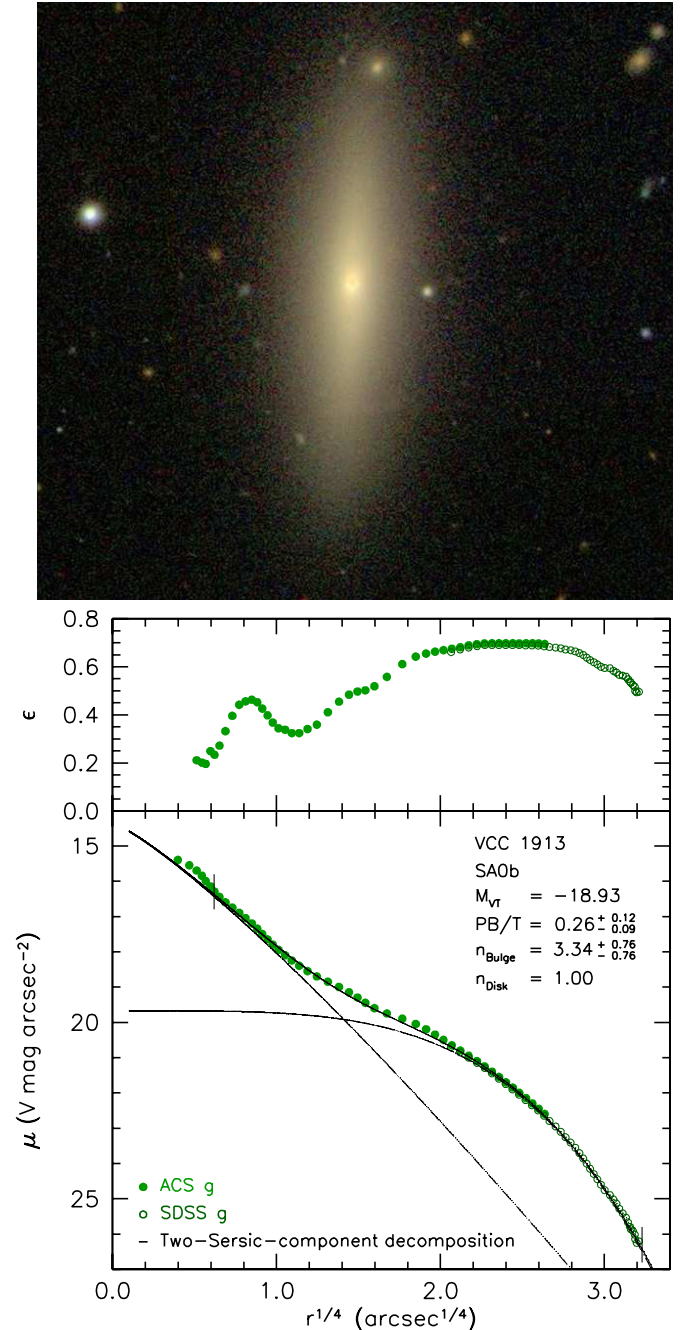 0.8
0.6
0.4
0.2
0.0
ϵ
15
20
25
μ (V mag arcsec⁻²)
VCC 1913
SA0b
M_VT = −18.93
PB/T = 0.26 + 0.12 − 0.09
n_Bulge = 3.34 + 0.76 − 0.76
n_Disk = 1.00
ACS g
SDSS g
Two−Sersic−component decomposition
0.0 1.0 2.0 3.0
r^1/4 (arcsec^1/4)